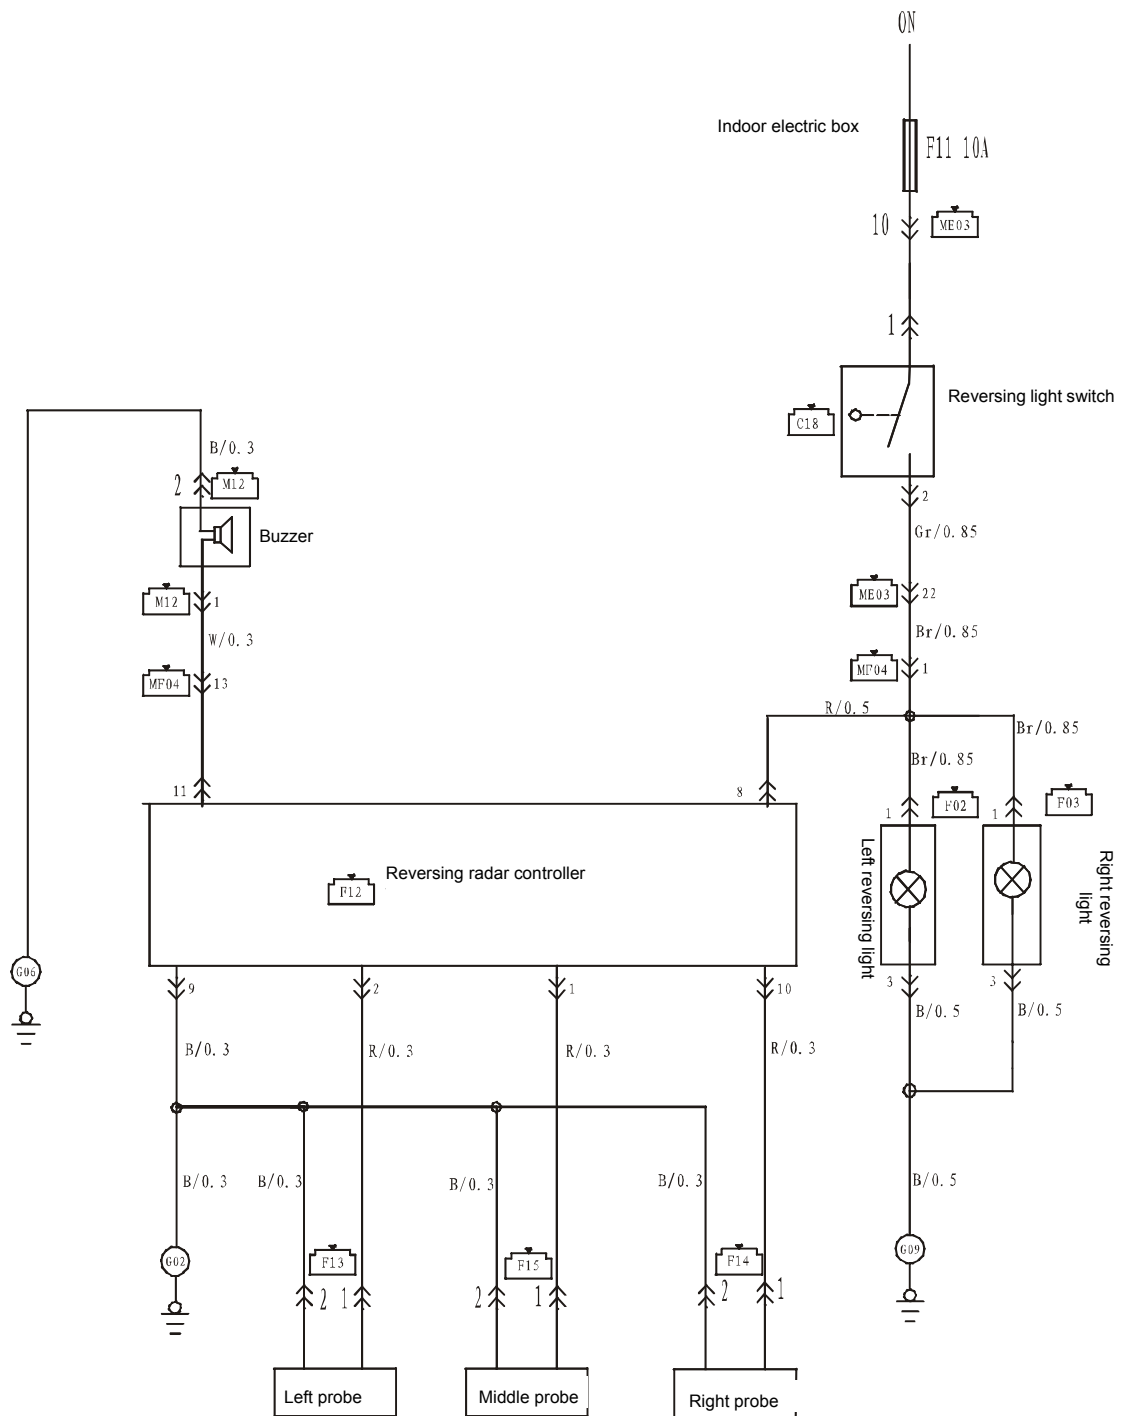 ON
Indoor electric box
F11 10A
10
ME03
1
Reversing light switch
C18
B/0.3
2
M12
2
Gr/0.85
Buzzer
M12
1
ME03
22
W/0.3
Br/0.85
MF04
13
MF04
1
R/0.5
Br/0.85
Br/0.85
11
8
1
F02
1
F03
Reversing radar controller
F12
Left reversing light
Right reversing
light
G06
9
2
1
10
3
3
B/0.5
B/0.5
B/0.3
R/0.3
R/0.3
R/0.3
B/0.3
B/0.3
B/0.3
B/0.3
B/0.5
G02
F13
F15
F14
G09
2
1
2
1
2
1
Left probe
Middle probe
Right probe